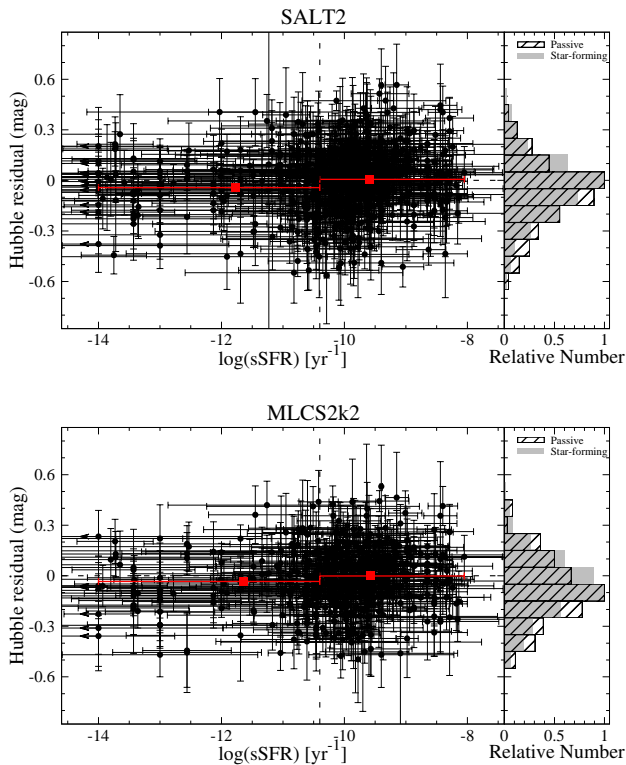 SALT2
Hubble residual (mag)
0.6
0.3
0
-0.3
-0.6
-14
-12
-10
-8
log(sSFR) [yr-1]
Passive
Star-forming
0
0.5
1
Relative Number
MLCS2k2
Hubble residual (mag)
0.6
0.3
0
-0.3
-0.6
-14
-12
-10
-8
log(sSFR) [yr-1]
Passive
Star-forming
0
0.5
1
Relative Number